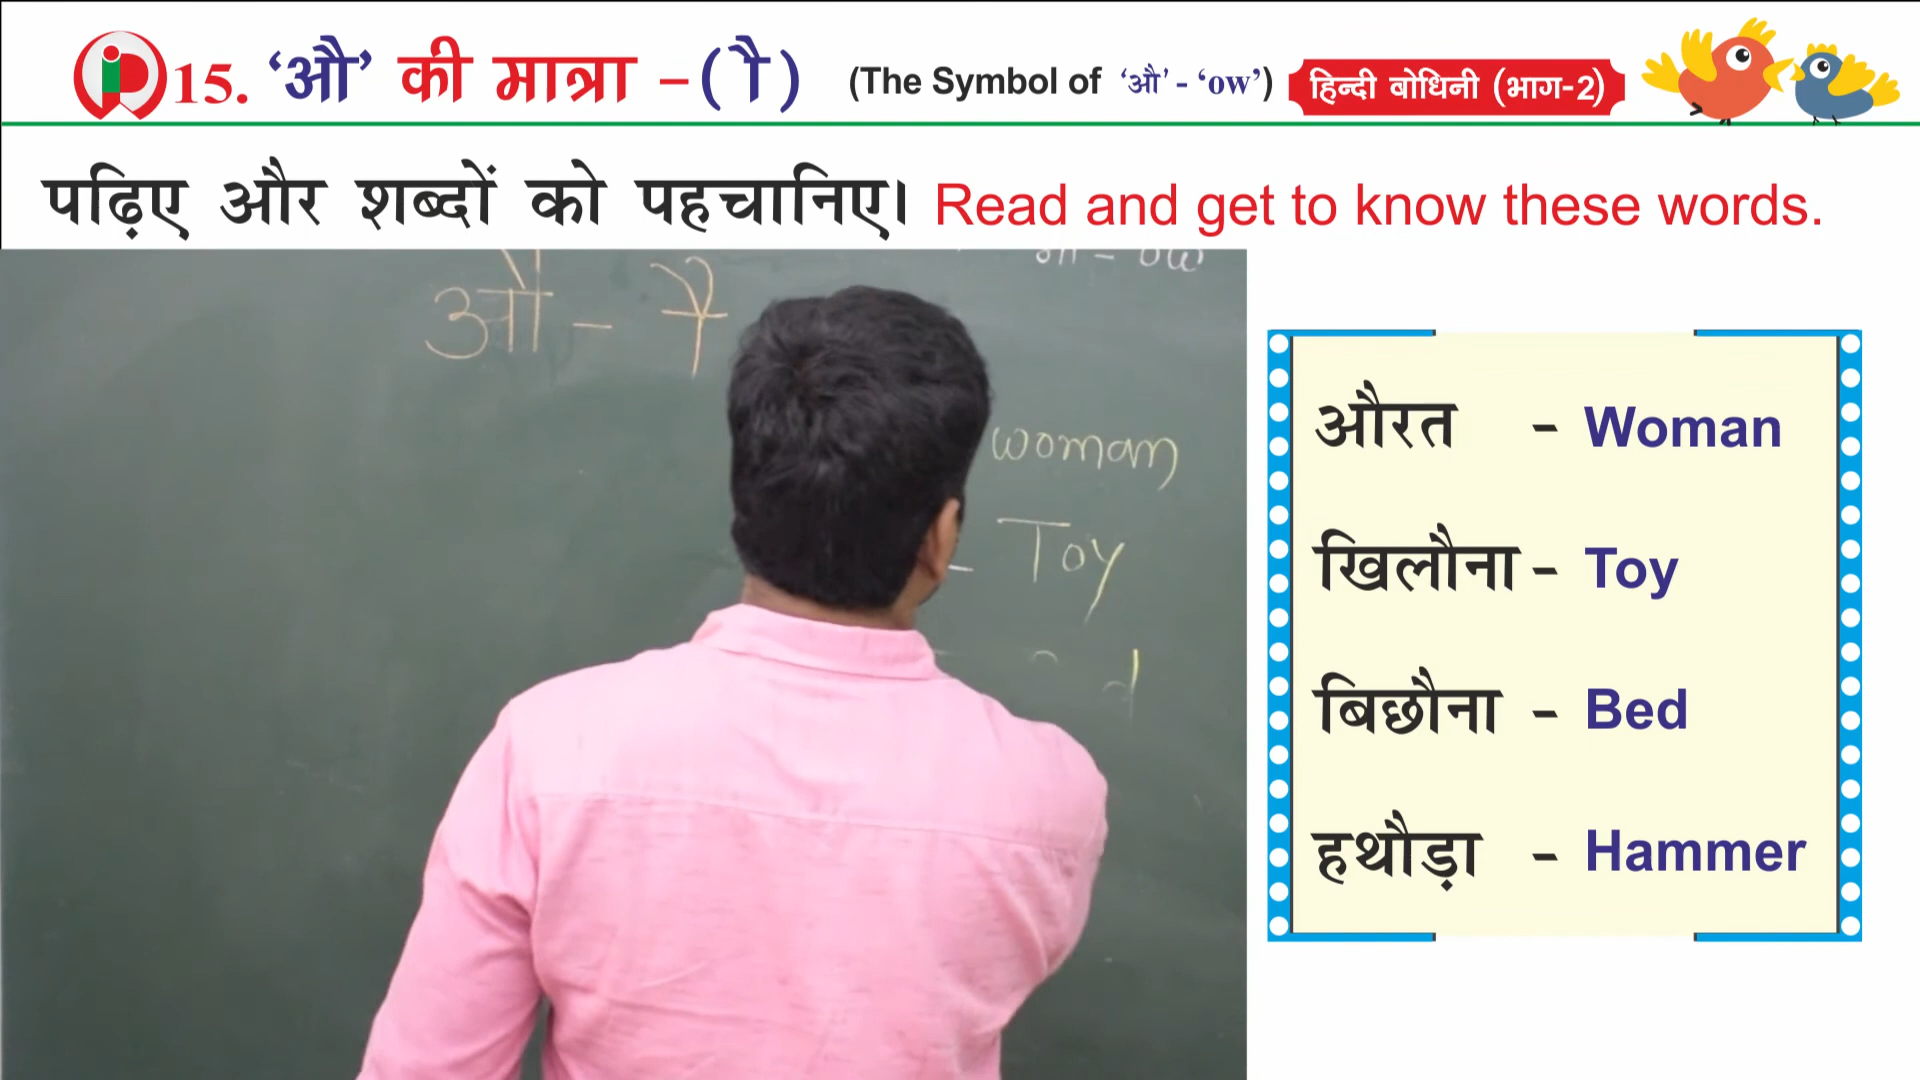 15. ‘औ’ की मात्रा –(ौ) (The Symbol of ‘औ’ - ‘ow’) हिन्दी बोधिनी (भाग-2)
पढ़िए और शब्दों को पहचानिए। Read and get to know these words.
औ - ow
औ - ौ
woman
- Toy
औरत - Woman
खिलौना - Toy
बिछौना - Bed
हथौड़ा - Hammer